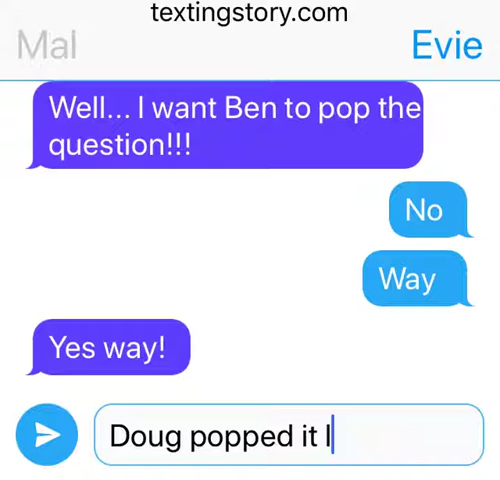 textingstory.com
Mal
Evie
Well... I want Ben to pop the
question!!!
No
Way
Yes way!
Doug popped it l